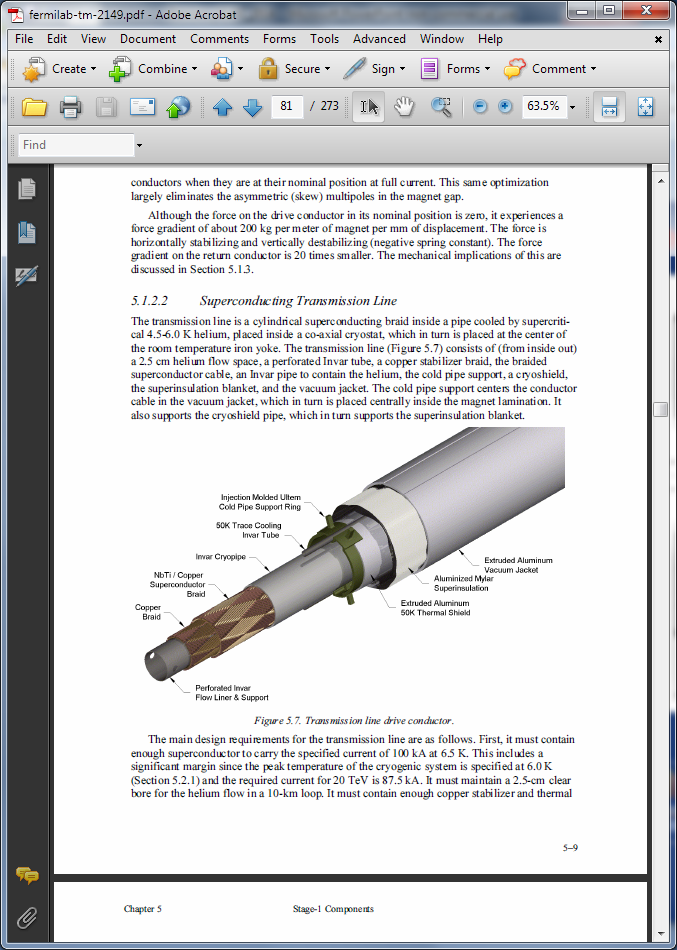 fermilab-tm-2149.pdf - Adobe Acrobat
File Edit View Document Comments Forms Tools Advanced Window Help
Create Combine Secure Sign Forms Comment
81 / 273 63.5%
Find
conductors when they are at their nominal position at full current. This same optimization
largely eliminates the asymmetric (skew) multipoles in the magnet gap.
Although the force on the drive conductor in its nominal position is zero, it experiences a
force gradient of about 200 kg per meter of magnet per mm of displacement. The force is
horizontally stabilizing and vertically destabilizing (negative spring constant). The force
gradient on the return conductor is 20 times smaller. The mechanical implications of this are
discussed in Section 5.1.3.
5.1.2.2 Superconducting Transmission Line
The transmission line is a cylindrical superconducting braid inside a pipe cooled by supercriti-
cal 4.5-6.0 K helium, placed inside a co-axial cryostat, which in turn is placed at the center of
the room temperature iron yoke. The transmission line (Figure 5.7) consists of (from inside out)
a 2.5 cm helium flow space, a perforated Invar tube, a copper stabilizer braid, the braided
superconductor cable, an Invar pipe to contain the helium, the cold pipe support, a cryoshield,
the superinsulation blanket, and the vacuum jacket. The cold pipe support centers the conductor
cable in the vacuum jacket, which in turn is placed centrally inside the magnet lamination. It
also supports the cryoshield pipe, which in turn supports the superinsulation blanket.
Injection Molded Ultem
Cold Pipe Support Ring
50K Trace Cooling
Invar Tube
Invar Cryopipe
NbTi / Copper
Superconductor
Braid
Copper
Braid
Extruded Aluminum
Vacuum Jacket
Aluminized Mylar
Superinsulation
Extruded Aluminum
50K Thermal Shield
Perforated Invar
Flow Liner & Support
Figure 5.7. Transmission line drive conductor.
The main design requirements for the transmission line are as follows. First, it must contain
enough superconductor to carry the specified current of 100 kA at 6.5 K. This includes a
significant margin since the peak temperature of the cryogenic system is specified at 6.0 K
(Section 5.2.1) and the required current for 20 TeV is 87.5 kA. It must maintain a 2.5-cm clear
bore for the helium flow in a 10-km loop. It must contain enough copper stabilizer and thermal
5–9
Chapter 5 Stage-1 Components